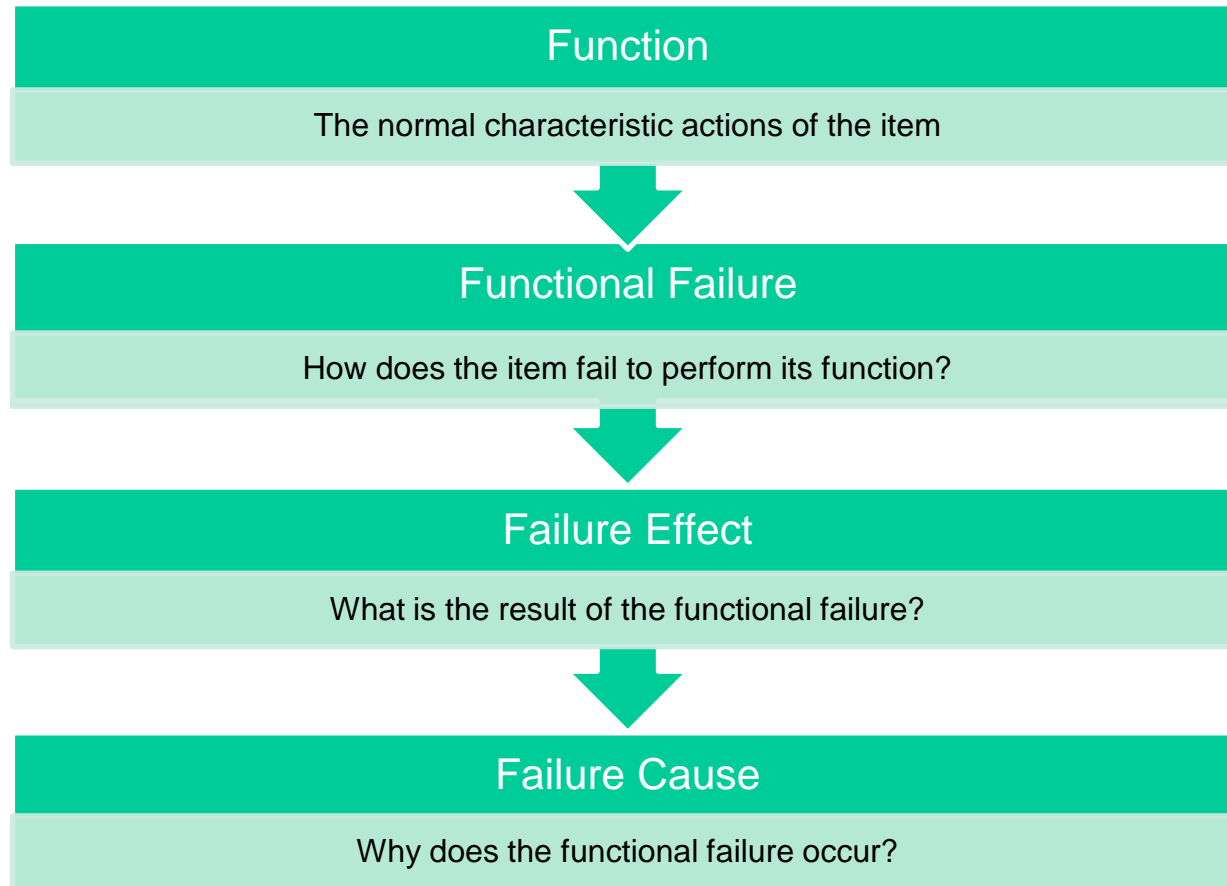 Function
The normal characteristic actions of the item
Functional Failure
How does the item fail to perform its function?
Failure Effect
What is the result of the functional failure?
Failure Cause
Why does the functional failure occur?